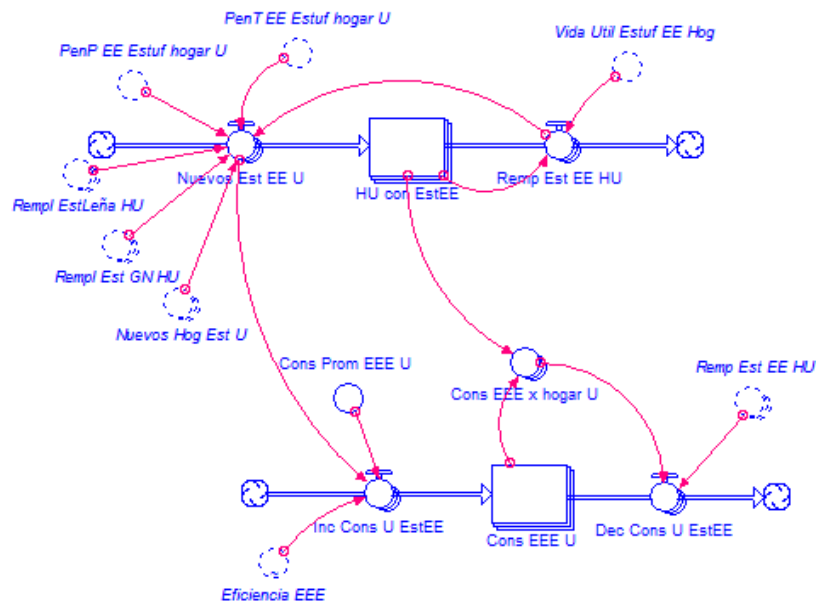 PenT EE Estuf hogar U
PenP EE Estuf hogar U
Vida Util Estuf EE Hog
Nuevos Est EE U
HU con EstEE
Remp Est EE HU
Rempl EstLeña HU
Rempl Est GN HU
Nuevos Hog Est U
Cons Prom EEE U
Cons EEE x hogar U
Remp Est EE HU
Inc Cons U EstEE
Cons EEE U
Dec Cons U EstEE
Eficiencia EEE